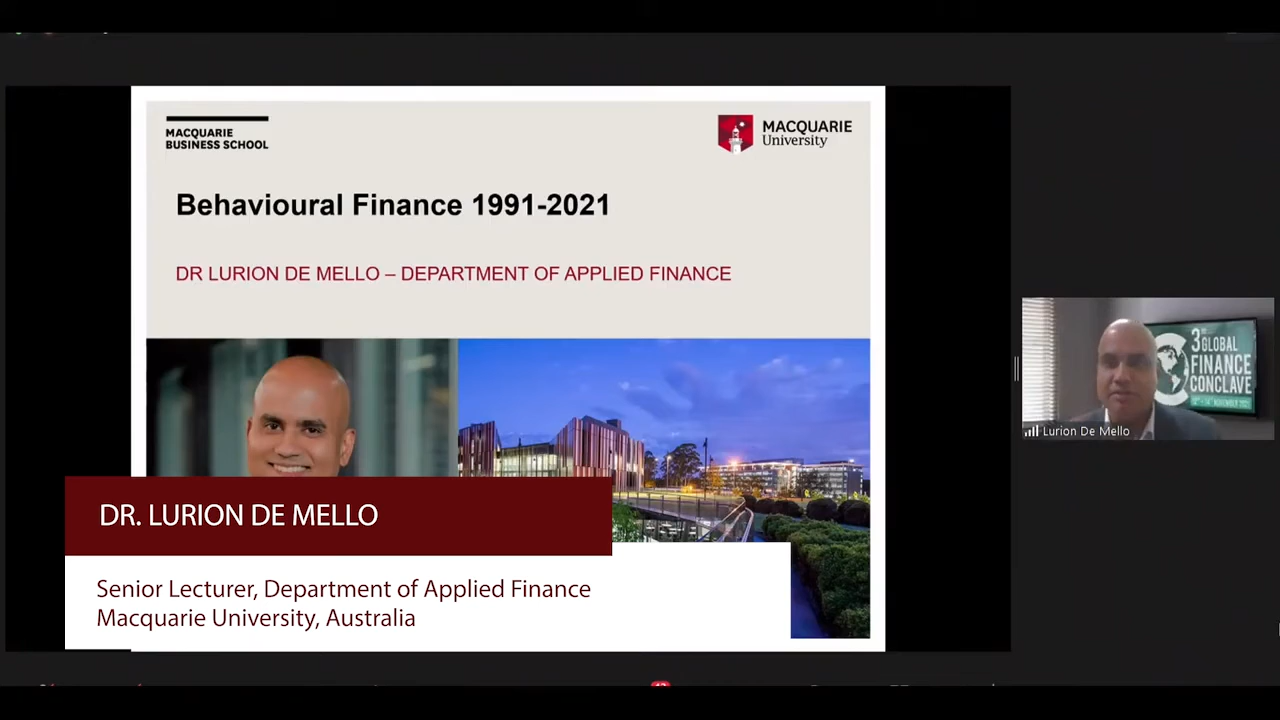 MACQUARIE
BUSINESS SCHOOL
MACQUARIE
University
Behavioural Finance 1991-2021
DR LURION DE MELLO – DEPARTMENT OF APPLIED FINANCE
DR. LURION DE MELLO
Senior Lecturer, Department of Applied Finance
Macquarie University, Australia
3RD
GLOBAL
FINANCE
CONCLAVE
Lurion De Mello